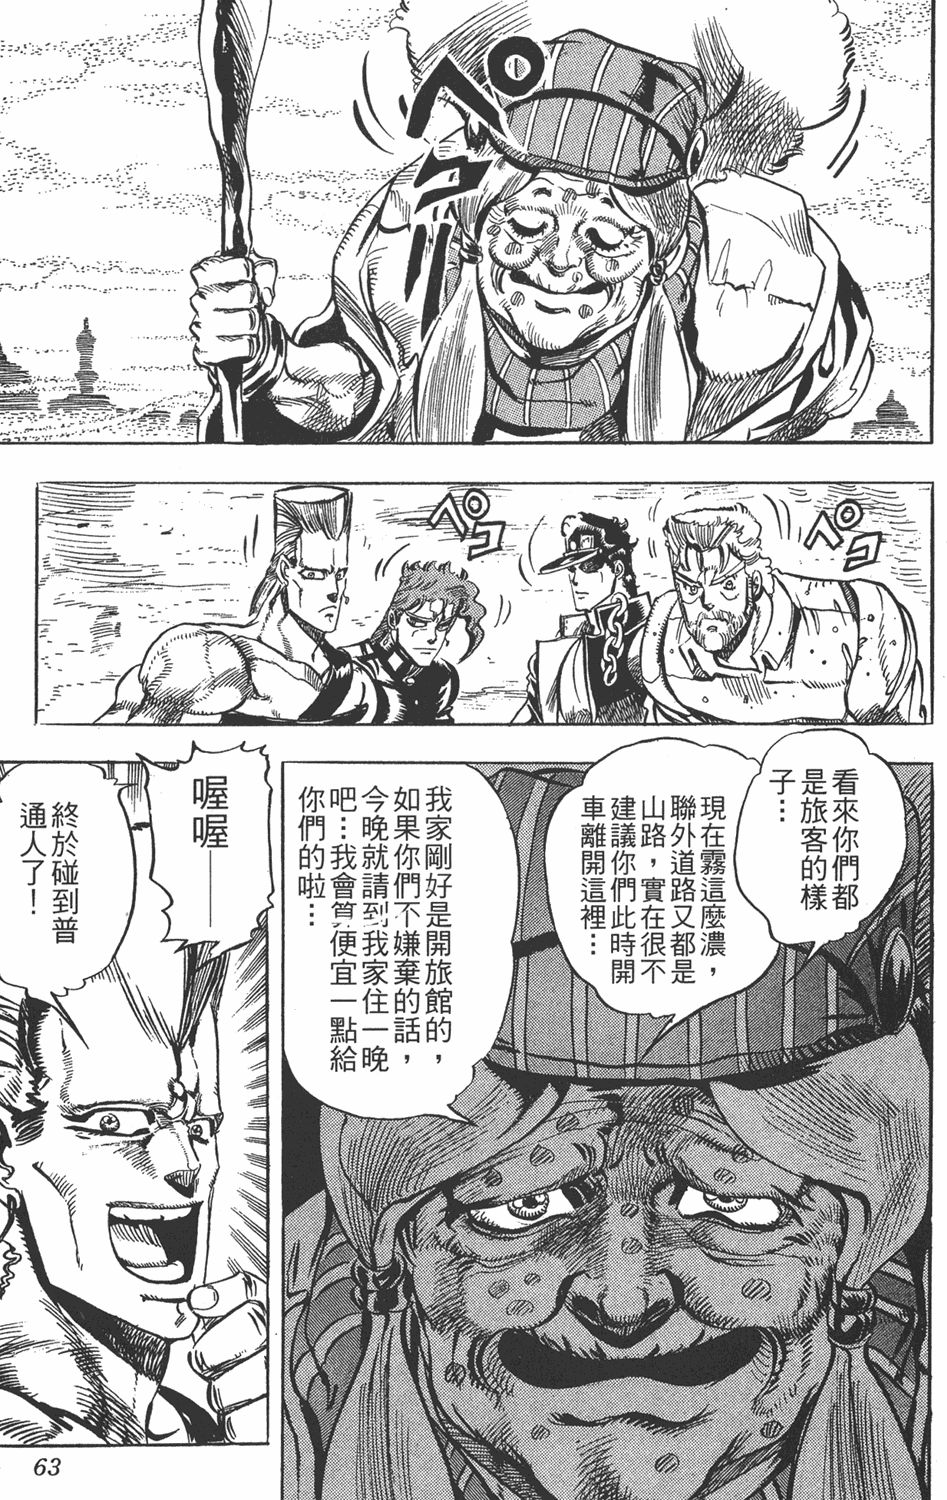 ペ
コ
ー
ペコ
ペコ
看來你們都
是旅客的樣
子…
現在霧這麼濃，
聯外道路又都是
山路，實在很不
建議你們此時開
車離開這裡…
我家剛好是開旅館的，
如果你們不嫌棄的話，
今晚就請到我家住一晚
吧…我會算便宜一點給
你們的啦…
喔喔——
終於碰到普
通人了！
63